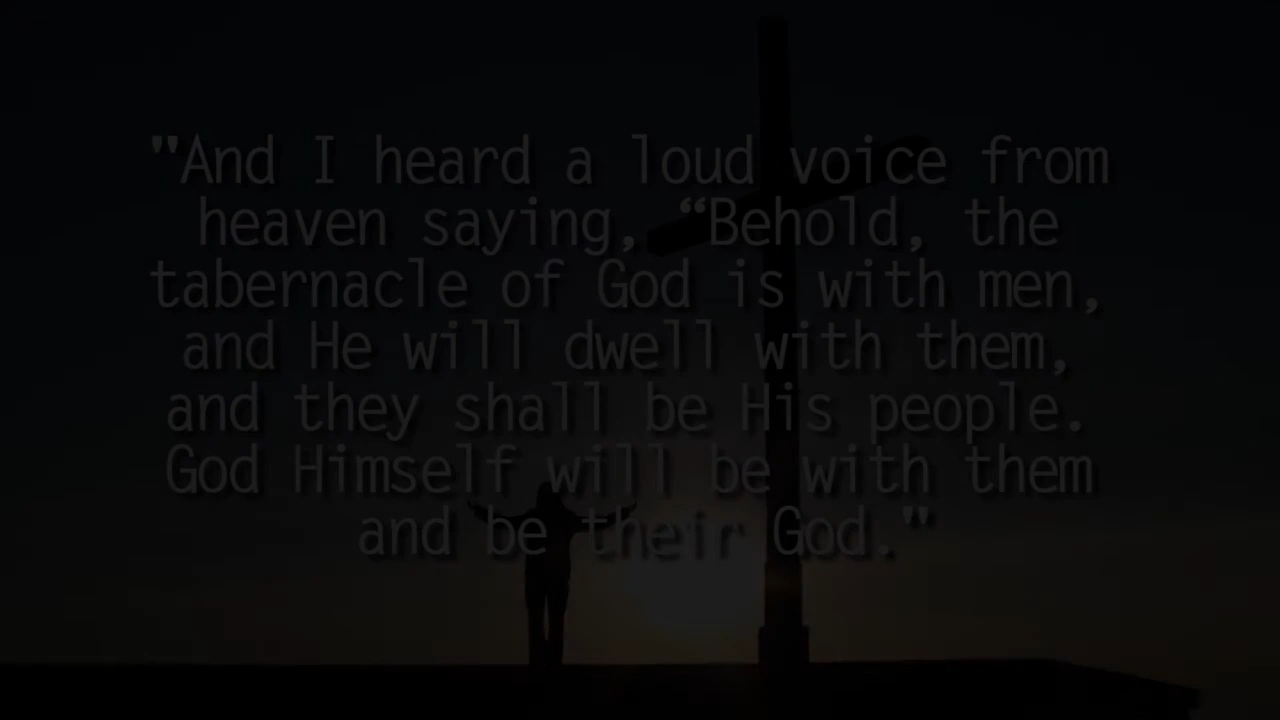 "And I heard a loud voice from
heaven saying, “Behold, the
tabernacle of God is with men,
and He will dwell with them,
and they shall be His people.
God Himself will be with them
and be their God."